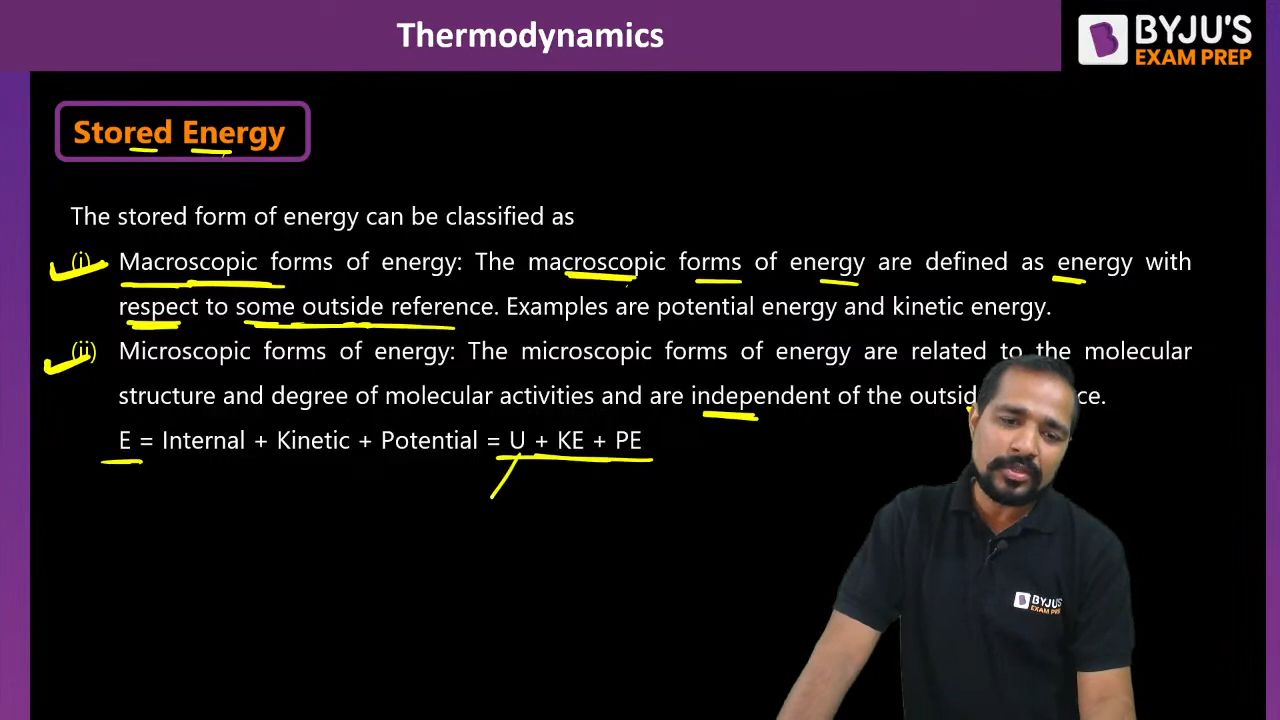 Thermodynamics
BYJU'S
EXAM PREP
Stored Energy
The stored form of energy can be classified as
(i) Macroscopic forms of energy: The macroscopic forms of energy are defined as energy with
respect to some outside reference. Examples are potential energy and kinetic energy.
(ii) Microscopic forms of energy: The microscopic forms of energy are related to the molecular
structure and degree of molecular activities and are independent of the
E = Internal + Kinetic + Potential = U + KE + PE
BYJU'S
EXAM PREP